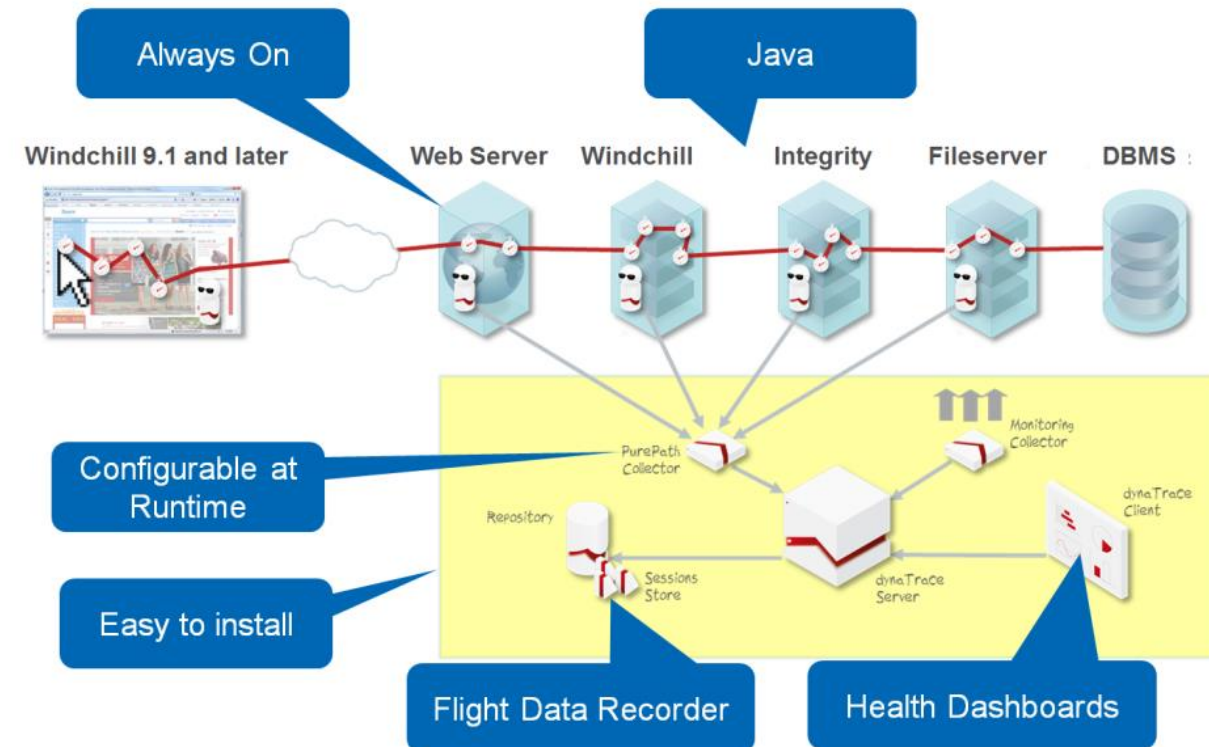 Always On
Java
Windchill 9.1 and later
Web Server
Windchill
Integrity
Fileserver
DBMS :
Configurable at
Runtime
PurePath
Collector
Monitoring
Collector
Repository
dynaTrace
Client
Easy to install
Sessions
Store
dynaTrace
Server
Flight Data Recorder
Health Dashboards